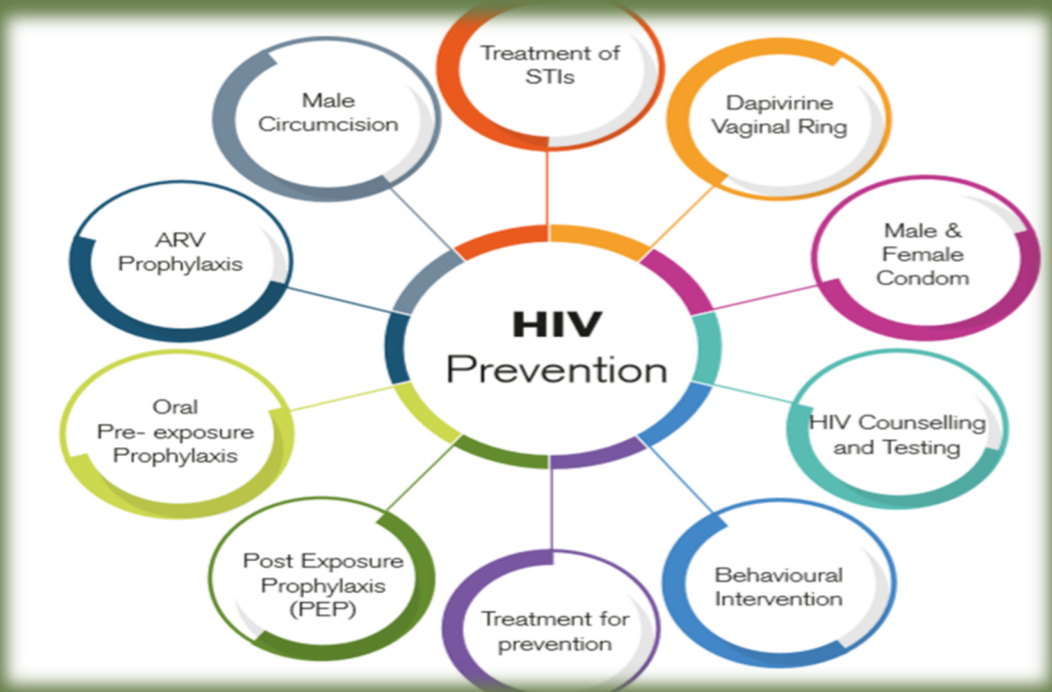 HIV
Prevention
Treatment of
STIs
Dapivirine
Vaginal Ring
Male &
Female
Condom
HIV Counselling
and Testing
Behavioural
Intervention
Treatment for
prevention
Post Exposure
Prophylaxis
(PEP)
Oral
Pre- exposure
Prophylaxis
ARV
Prophylaxis
Male
Circumcision